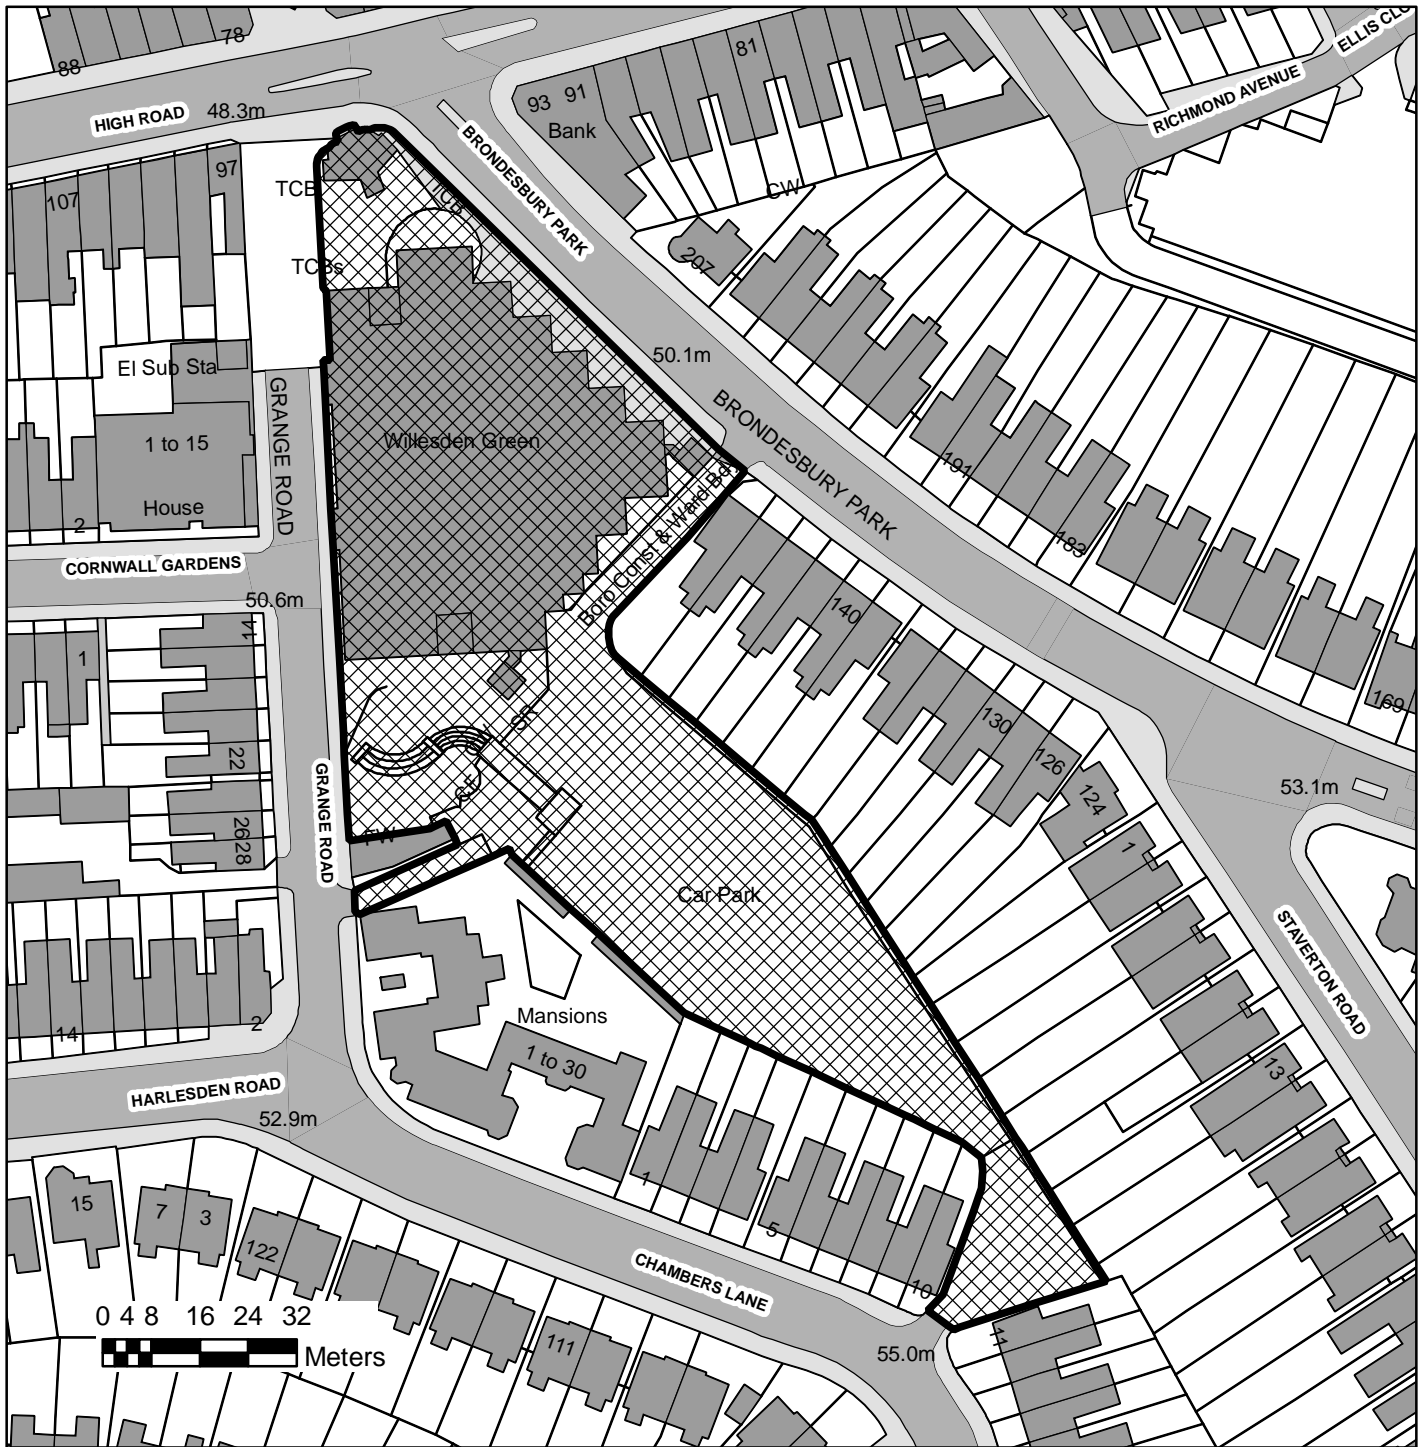 78
88
81
ELLIS CLO
93
91
RICHMOND AVENUE
HIGH ROAD
48.3m
Bank
BRONDESBURY PARK
97
107
TCB
TCB
CW
207
TCBs
50.1m
El Sub Sta
GRANGE ROAD
BRONDESBURY PARK
1 to 15
Willesden Green
191
House
2
Boro Const & Ward Bdy
183
CORNWALL GARDENS
50.6m
14
140
1
169
SR
130
22
126
53.1m
GRANGE ROAD
CF
124
2628
FW
1
Car Park
STAVERTON ROAD
14
2
Mansions
1 to 30
13
HARLESDEN ROAD
52.9m
1
15
7
3
5
122
CHAMBERS LANE
10
0 4 8 16 24 32
Meters
111
11
55.0m